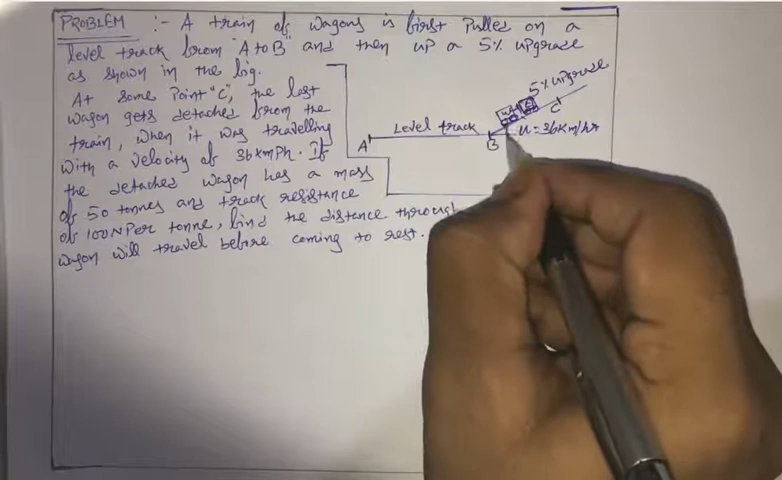 PROBLEM :- A train of wagons is first Pulled on a
level track from "A to B" and then up a 5% upgrade
as shown in the fig.
At some Point "C", the last
wagon gets detached from the
train, when it was travelling
with a velocity of 36 kmPh. If
the detached wagon has a mass
of 50 tonnes and track resistance
of 100N Per tonne, find the distance through
wagon will travel before coming to rest.
5% upgrade
C
Level track
u = 36 km/hr
A
B